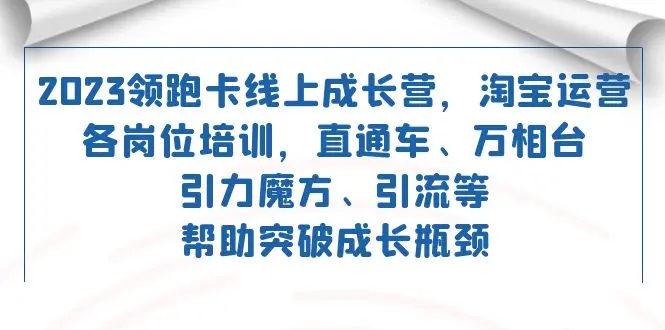 2023领跑卡线上成长营，淘宝运营
各岗位培训，直通车、万相台
引力魔方、引流等
帮助突破成长瓶颈